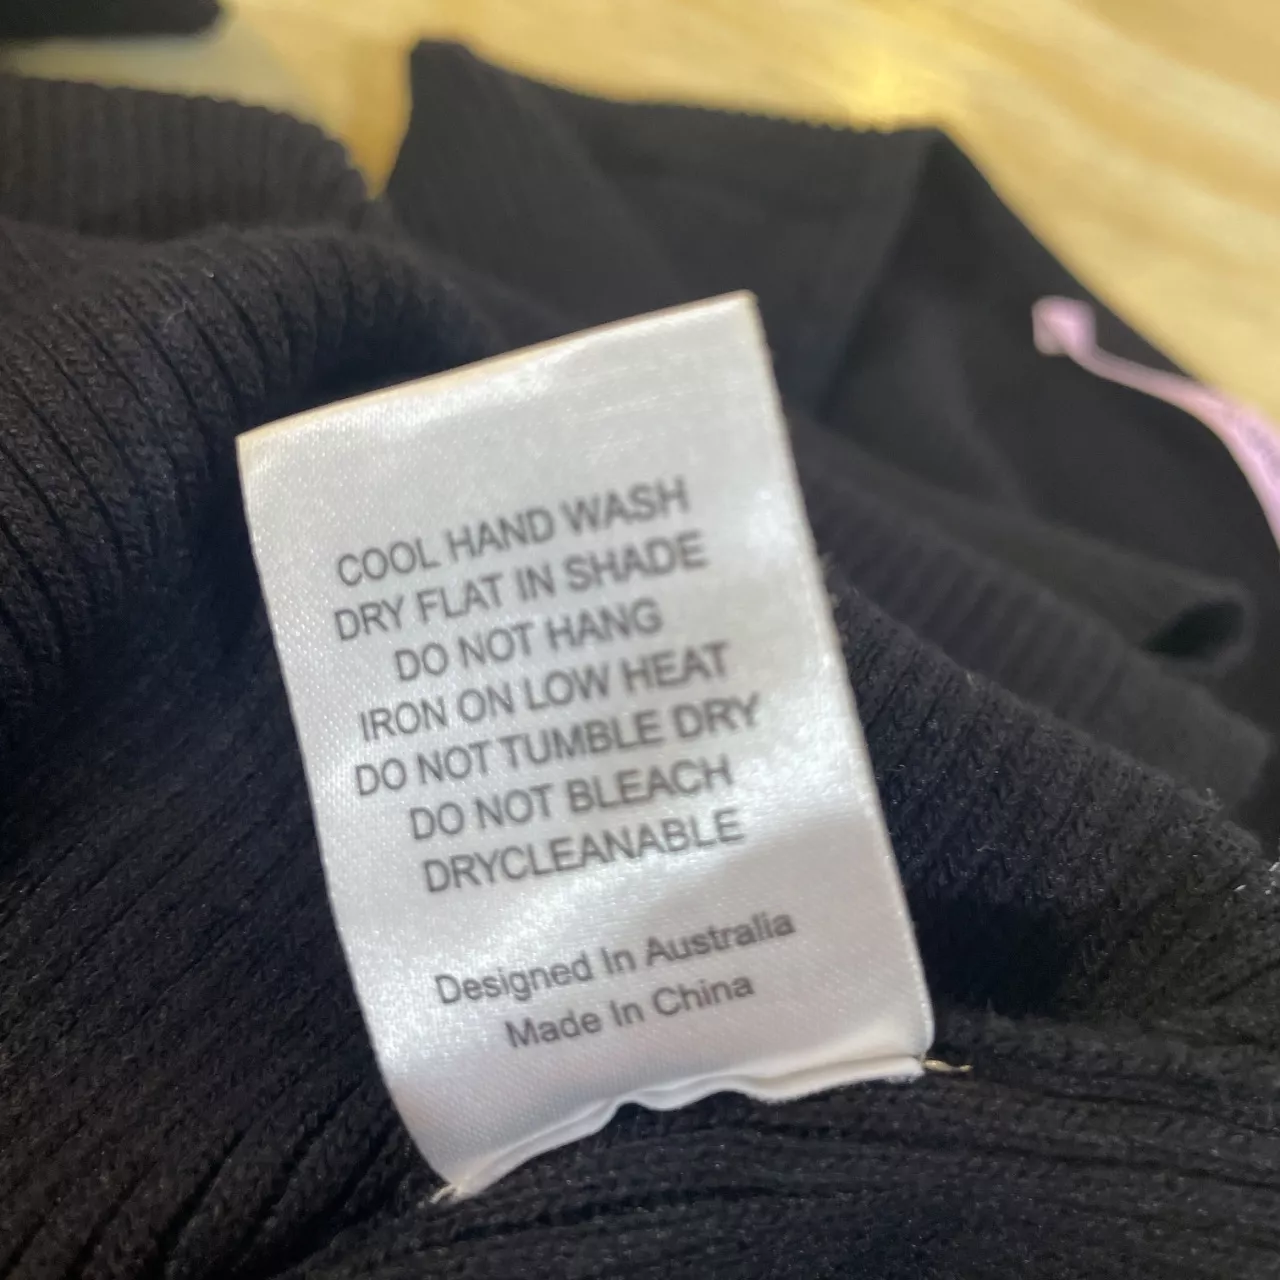 COOL HAND WASH
DRY FLAT IN SHADE
DO NOT HANG
IRON ON LOW HEAT
DO NOT TUMBLE DRY
DO NOT BLEACH
DRYCLEANABLE
Designed In Australia
Made In China